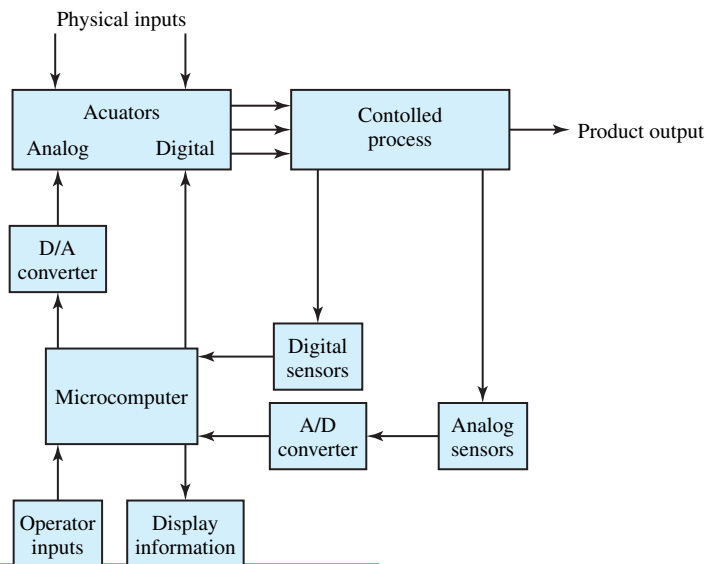 Physical inputs
Acuators
Analog Digital
Contolled
process
Product output
D/A
converter
Digital
sensors
Microcomputer
A/D
converter
Analog
sensors
Operator
inputs
Display
information